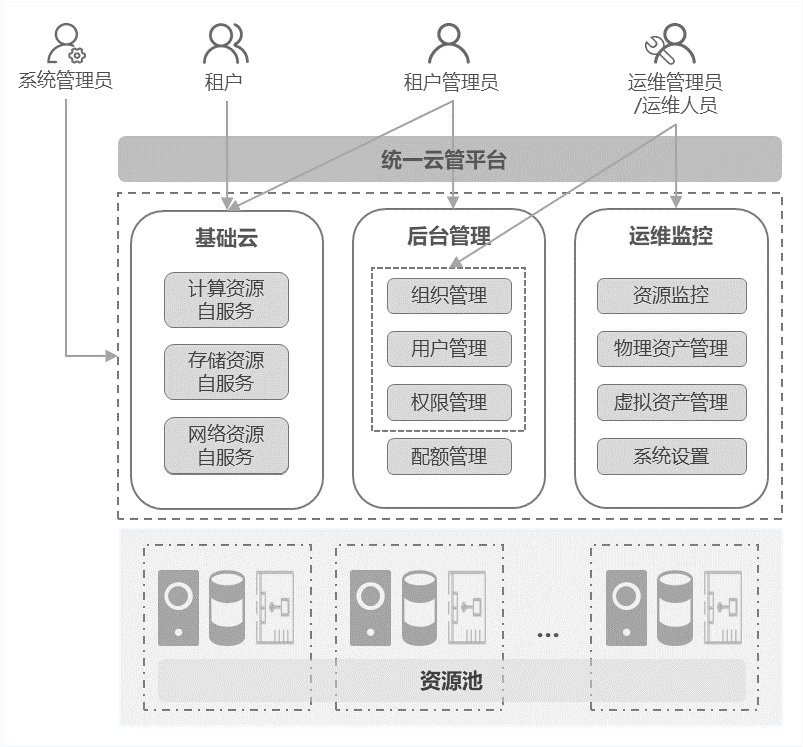 系统管理员
租户
租户管理员
运维管理员
/运维人员
统一云管平台
基础云
计算资源
自服务
存储资源
自服务
网络资源
自服务
后台管理
组织管理
用户管理
权限管理
配额管理
运维监控
资源监控
物理资产管理
虚拟资产管理
系统设置
...
资源池